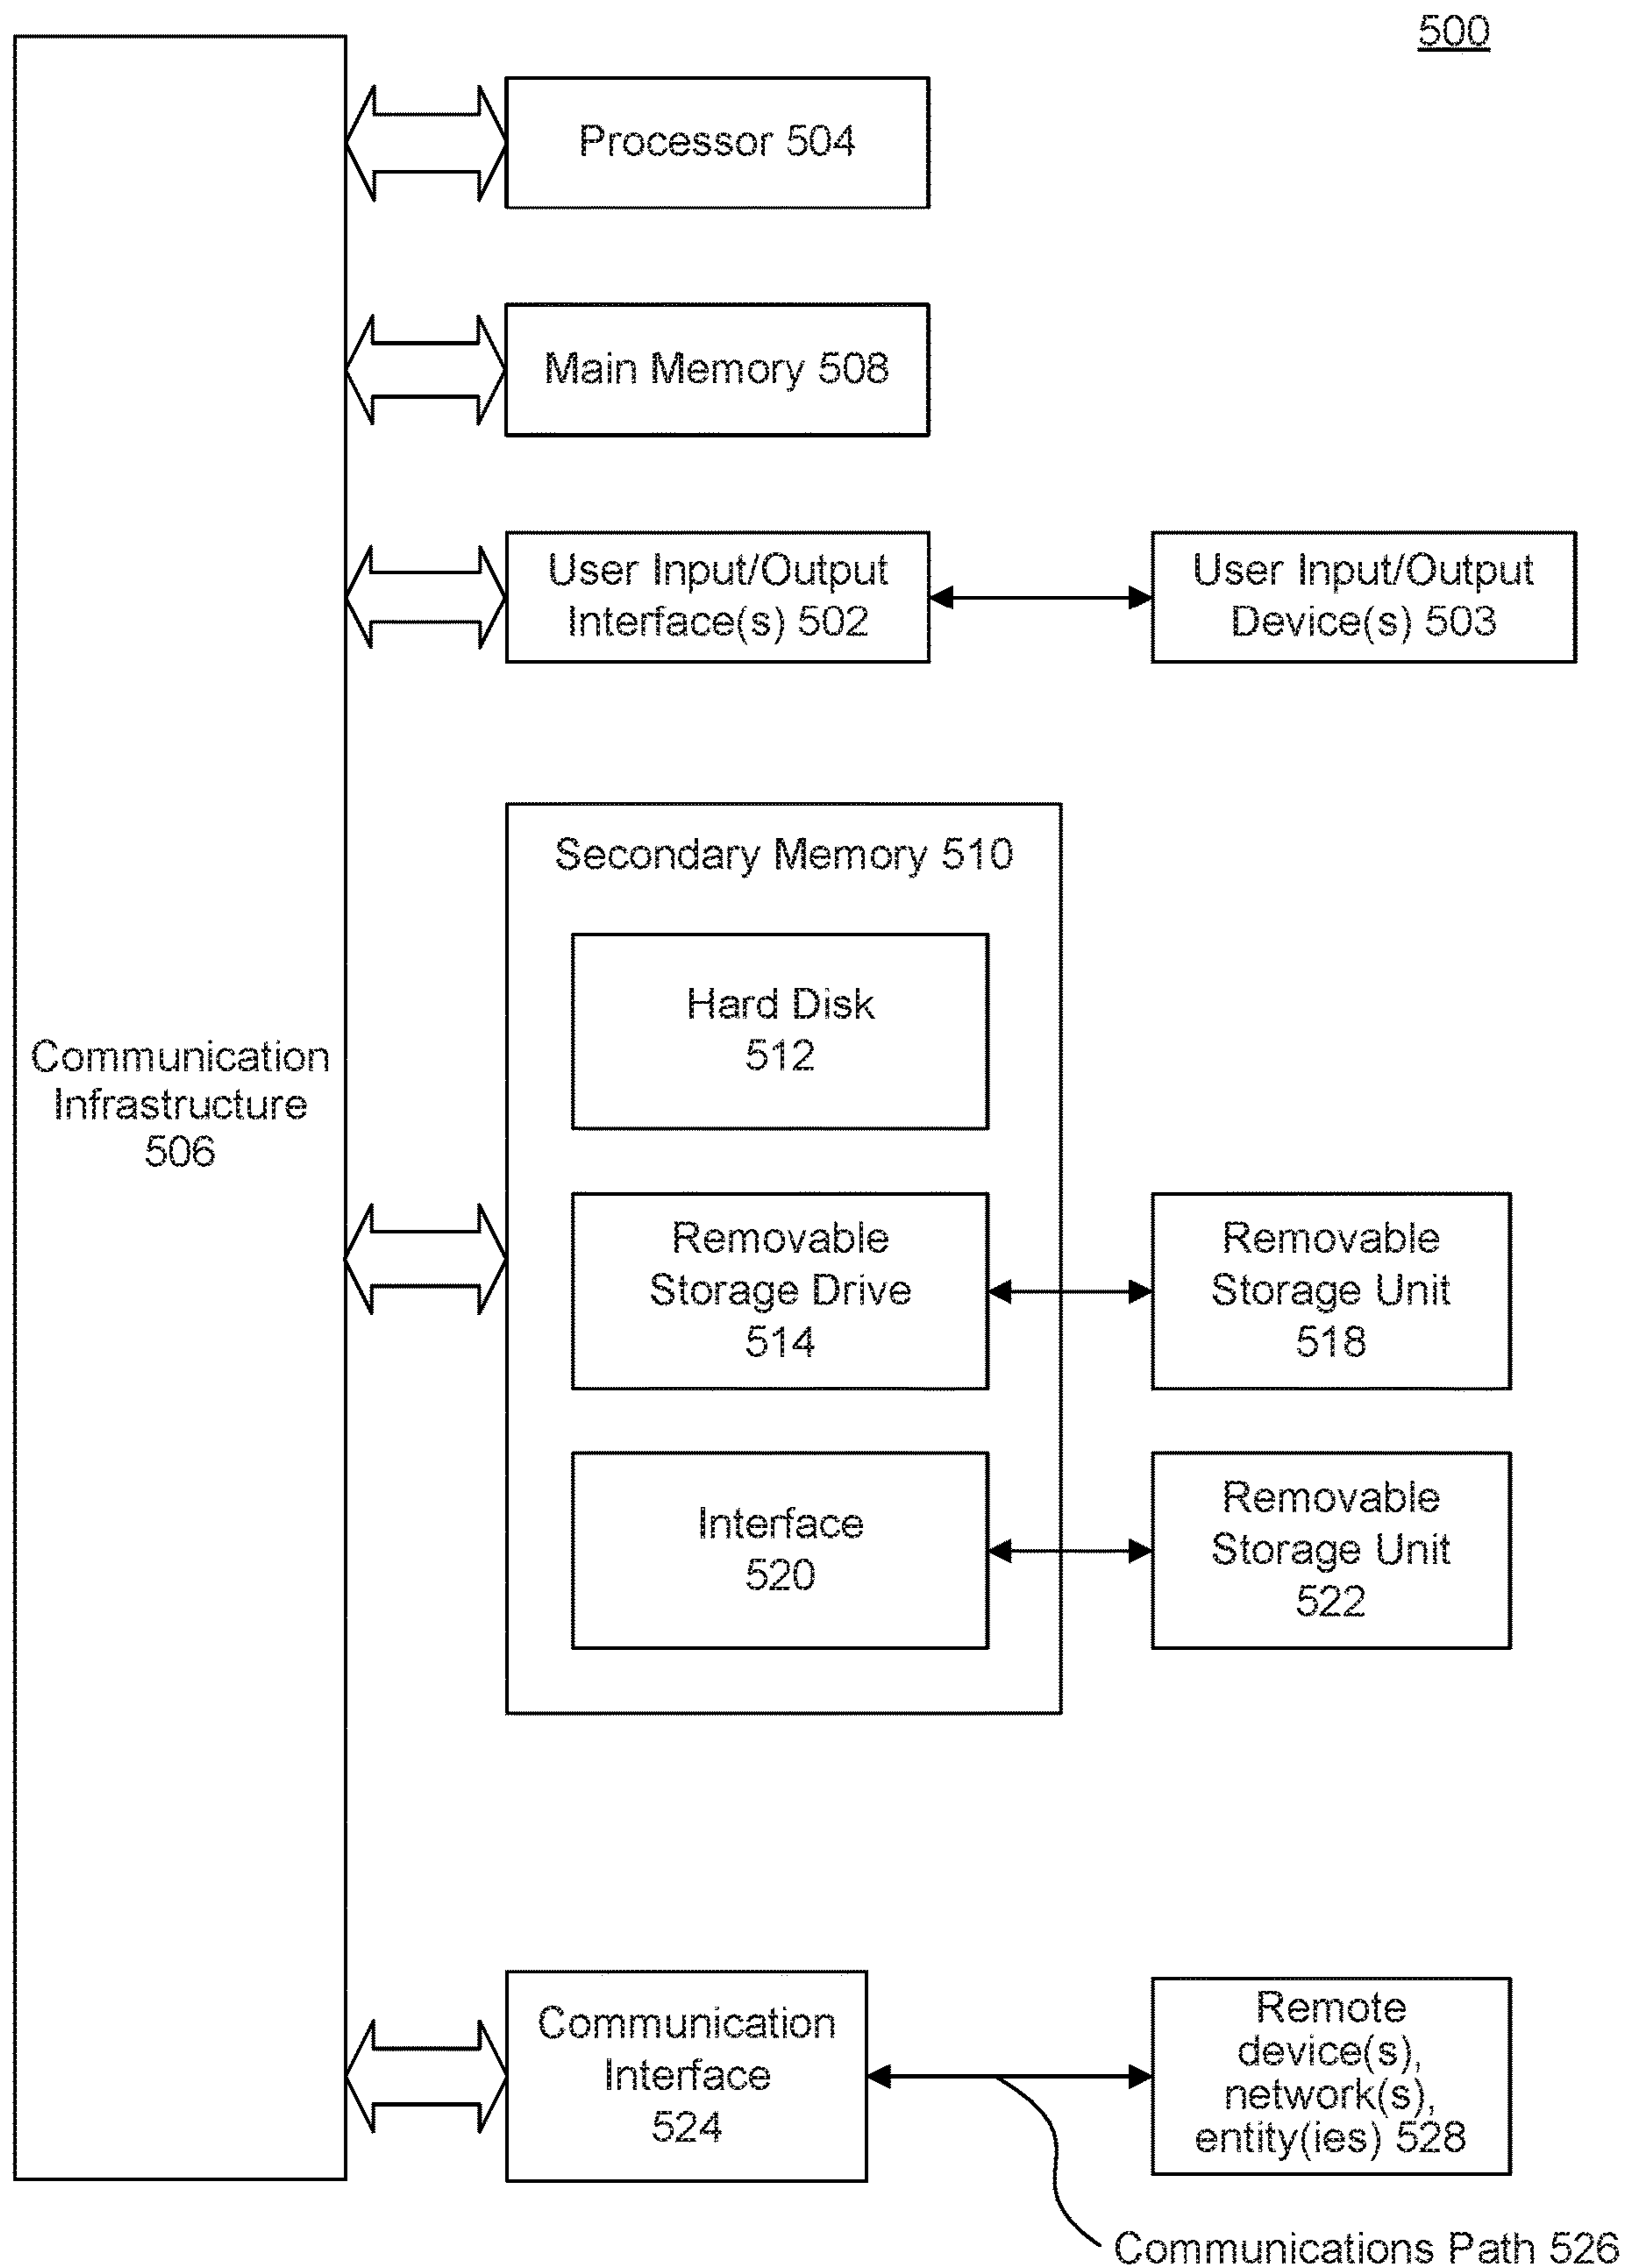 500
Processor 504
Main Memory 508
User Input/Output
Interface(s) 502
User Input/Output
Device(s) 503
Communication
Infrastructure
506
Secondary Memory 510
Hard Disk
512
Removable
Storage Drive
514
Removable
Storage Unit
518
Interface
520
Removable
Storage Unit
522
Communication
Interface
524
Remote
device(s),
network(s),
entity(ies) 528
Communications Path 526